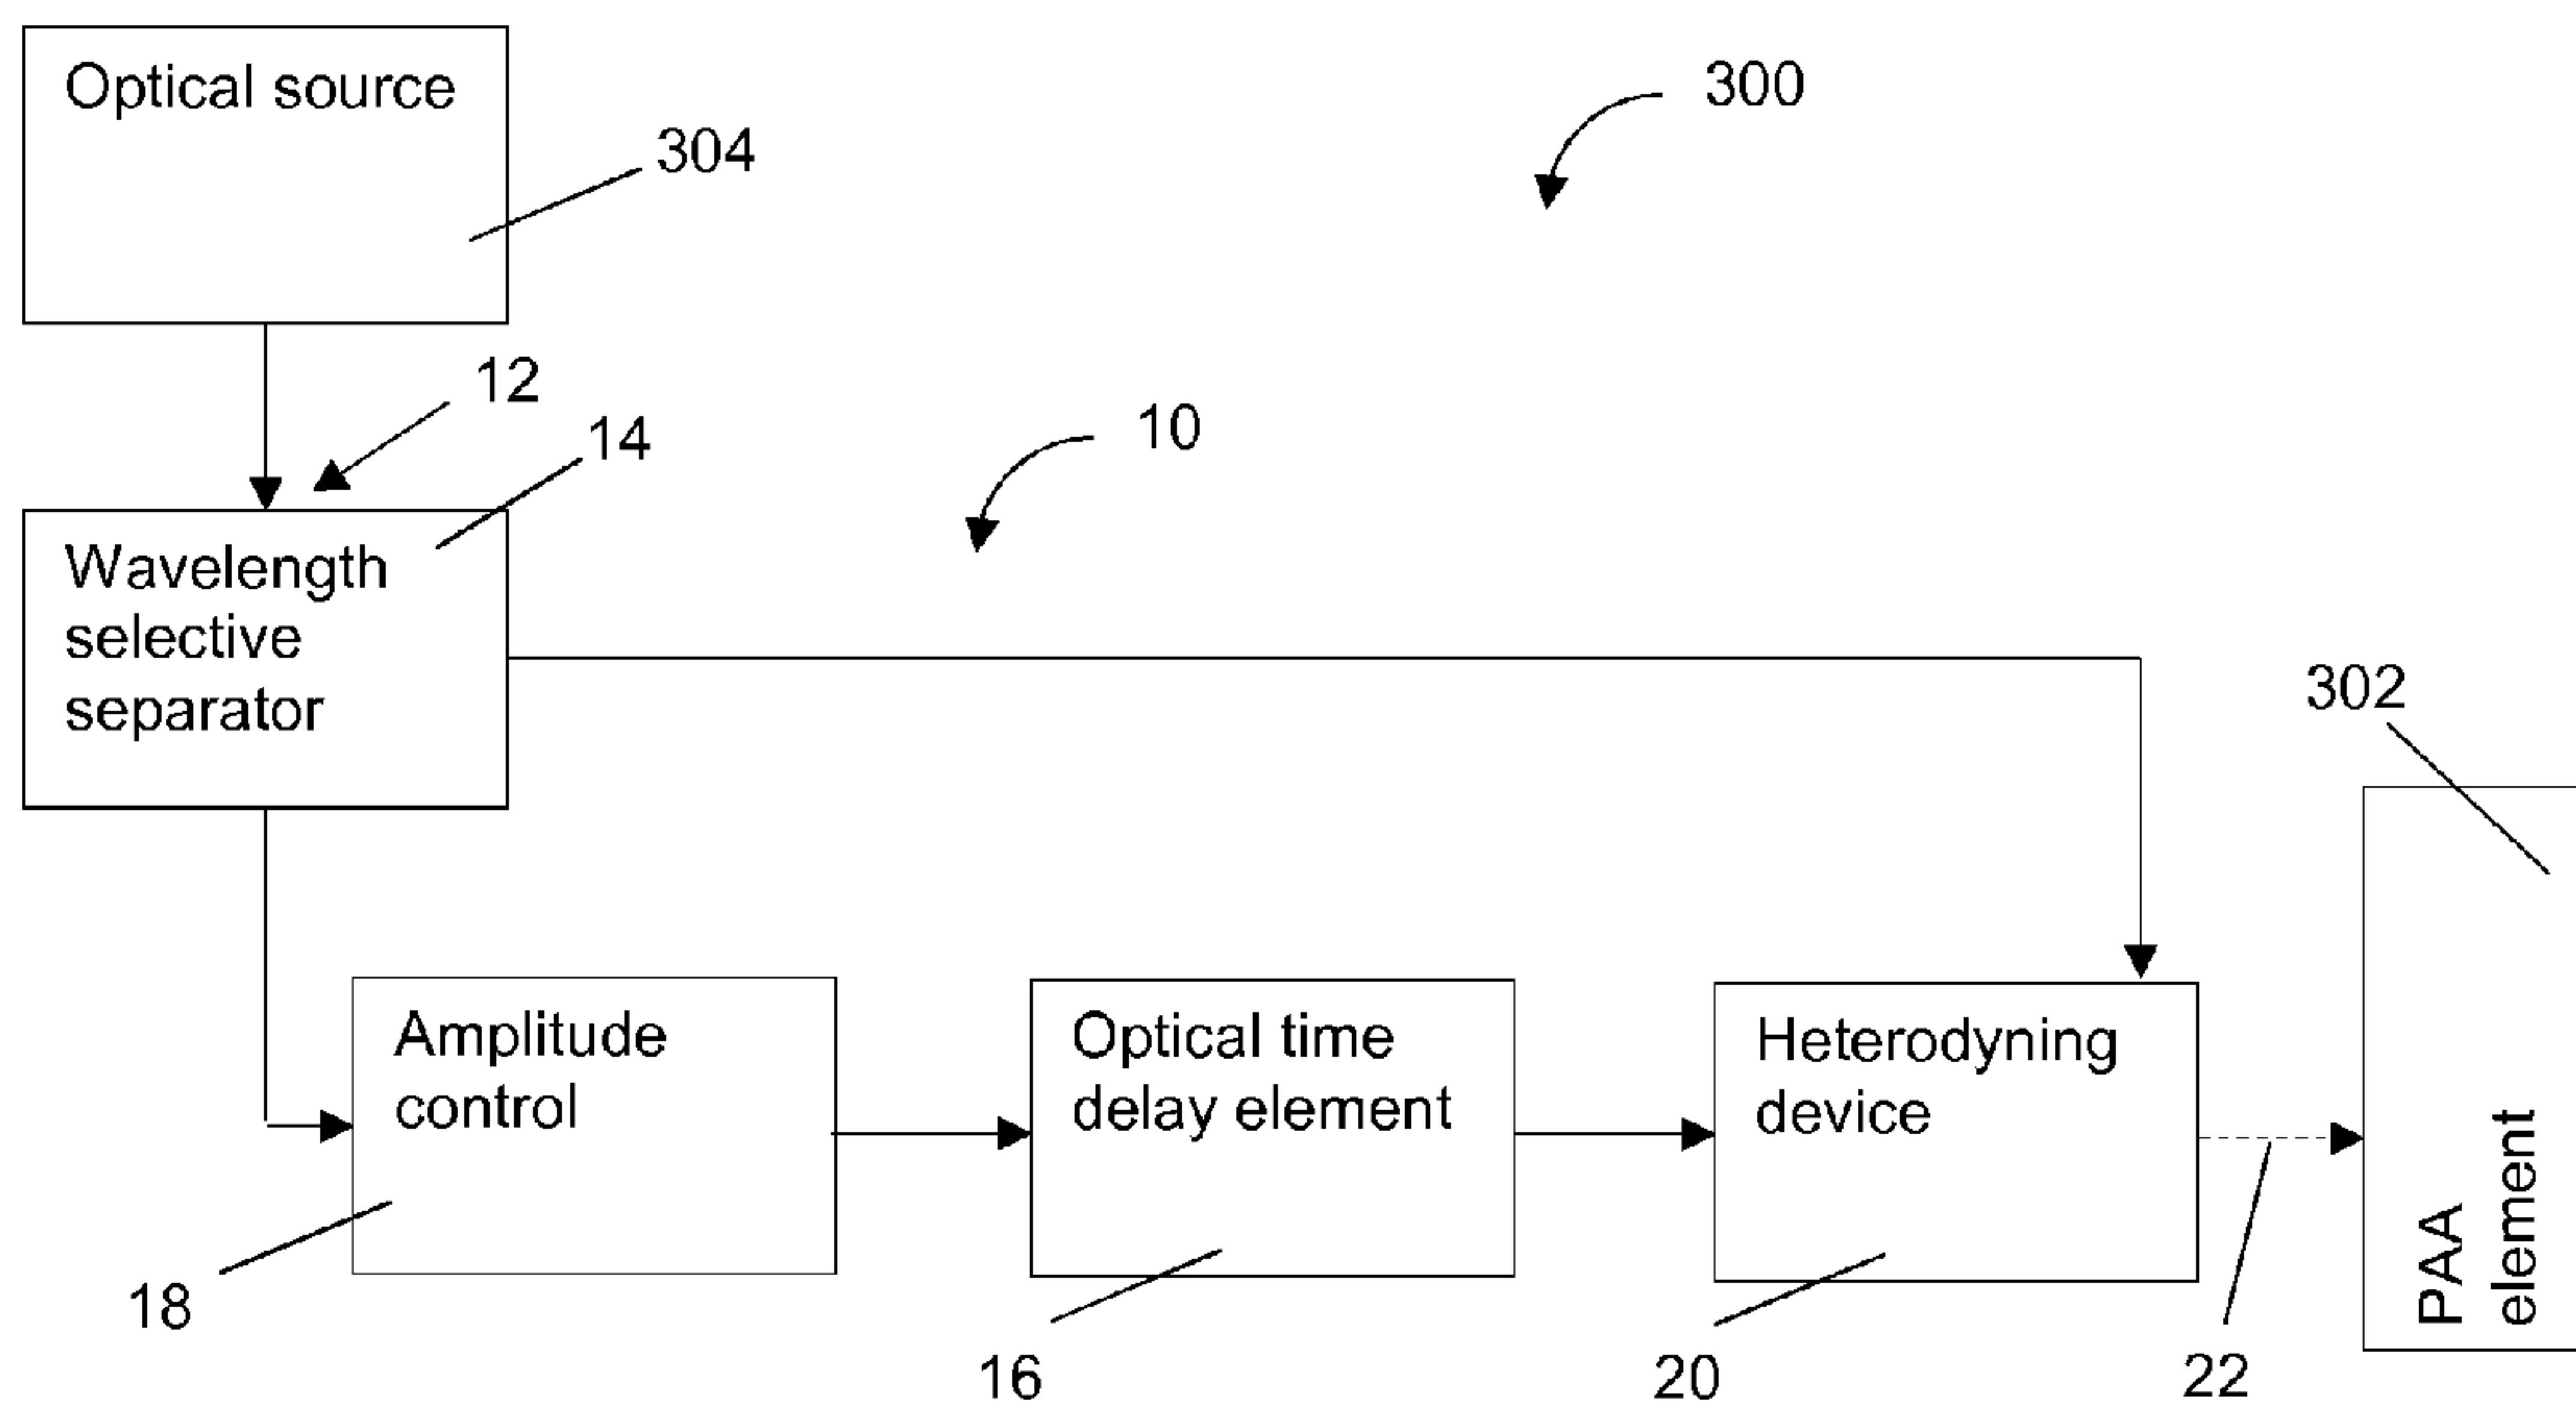 Optical source
304
300
12
14
10
Wavelength
selective
separator
302
Amplitude
control
Optical time
delay element
Heterodyning
device
PAA
element
18
16
20
22